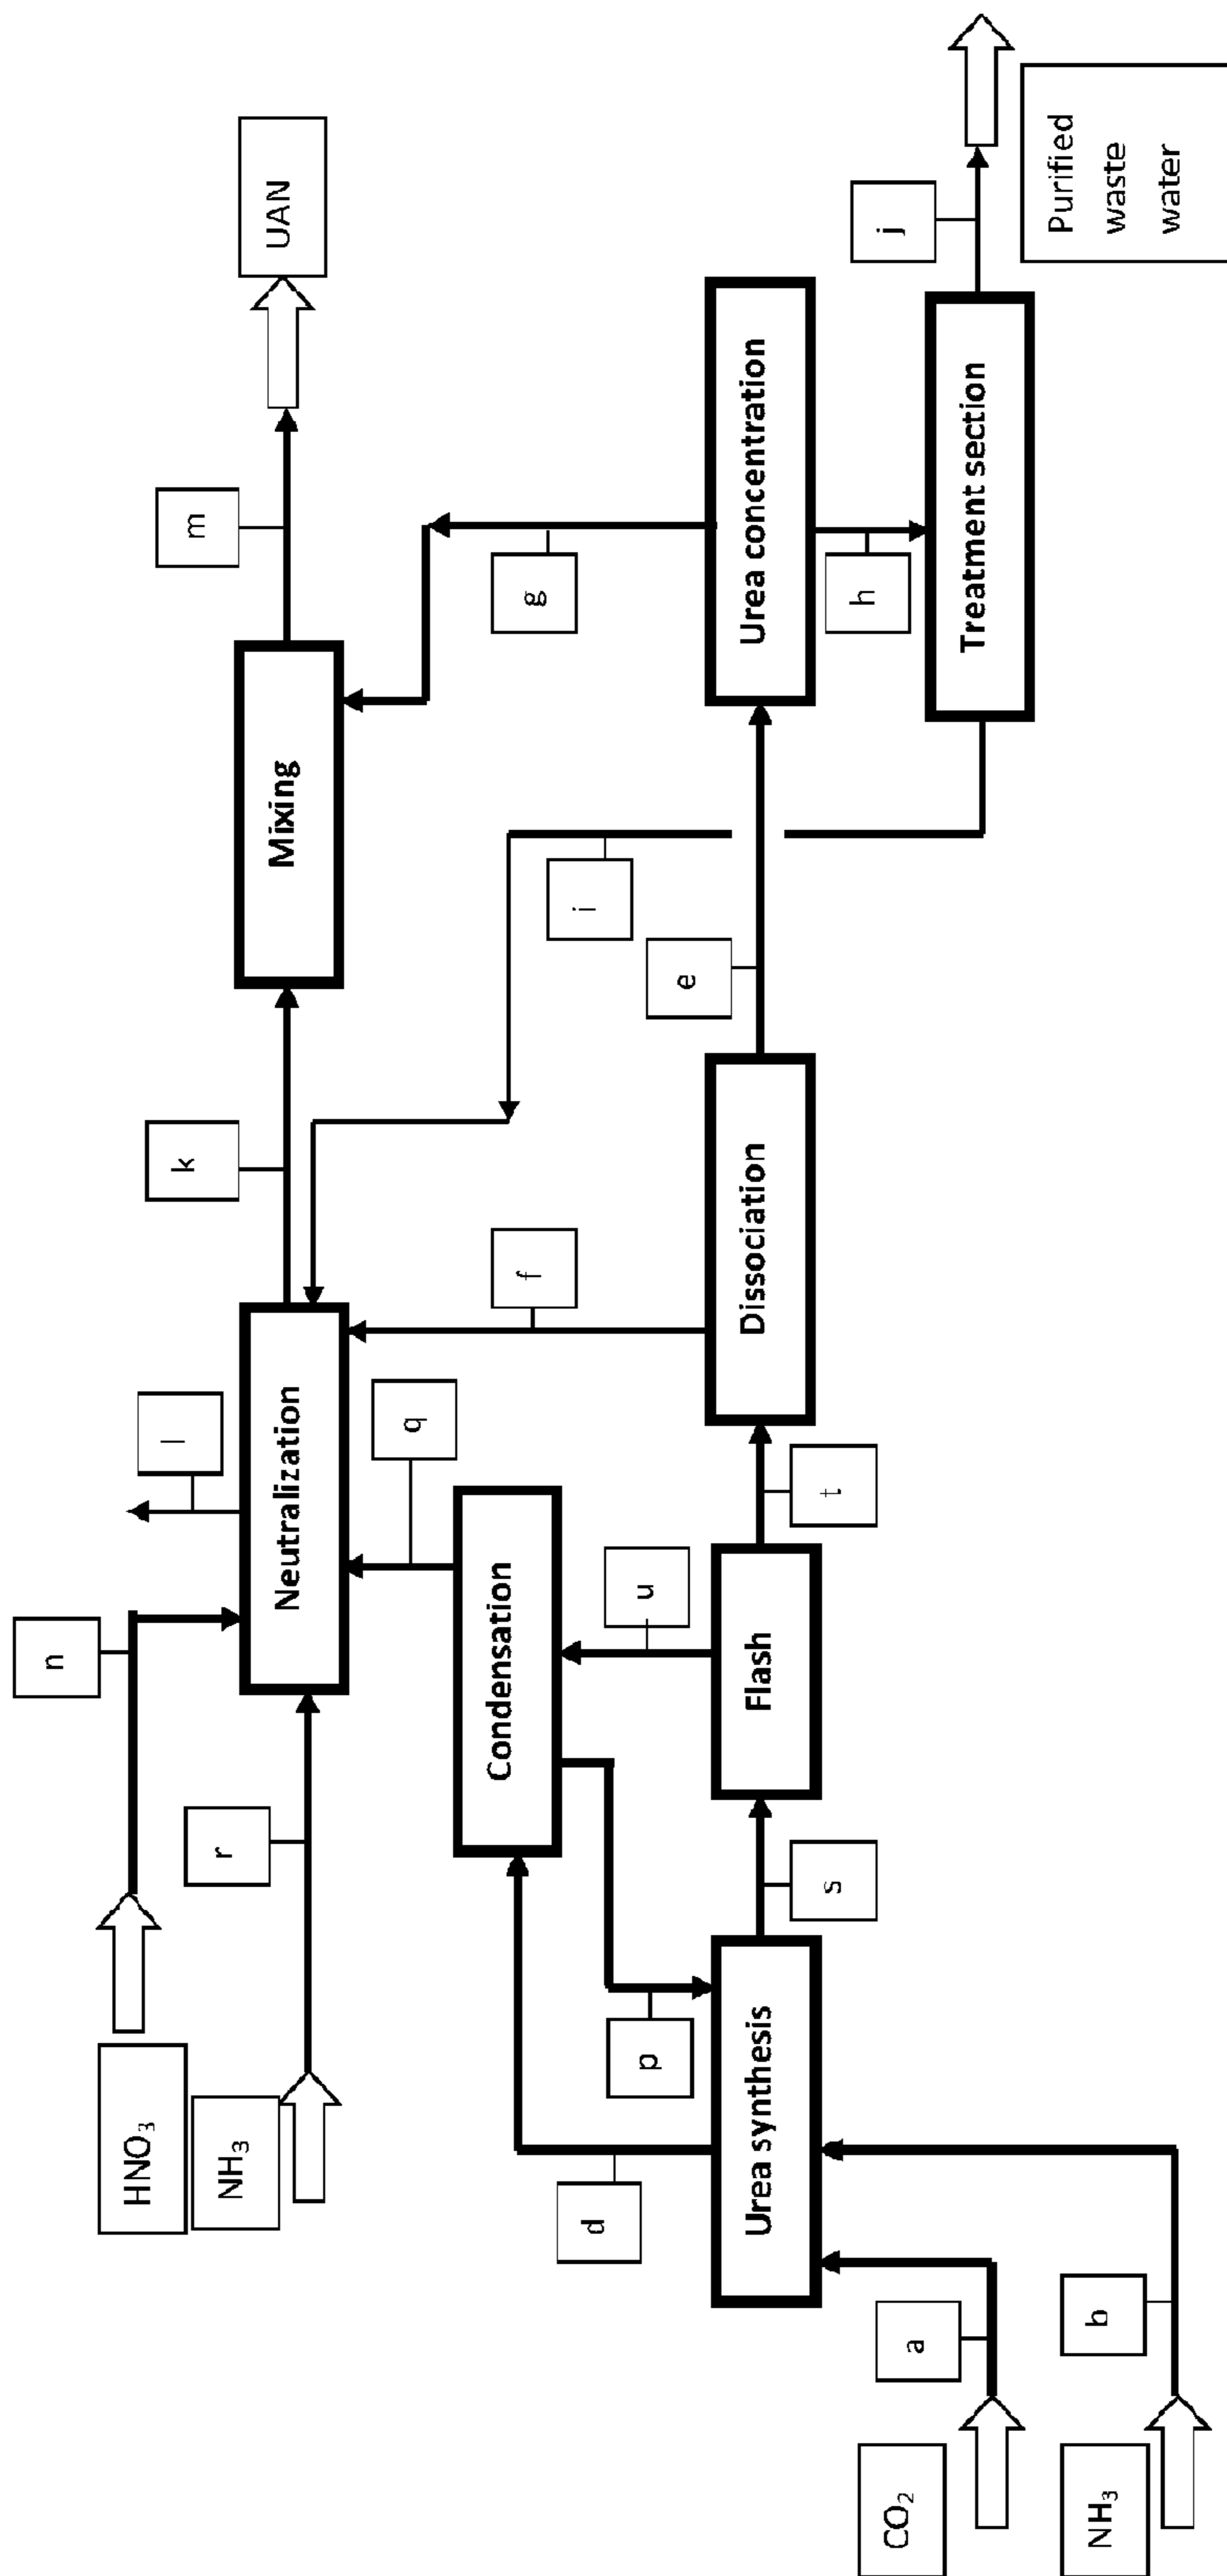 n
HNO₃
l
k
m
NH₃
r
Neutralization
Mixing
UAN
q
Condensation
f
g
d
i
p
u
e
Urea synthesis
Flash
Dissociation
Urea concentration
s
t
h
j
CO₂
a
Treatment section
NH₃
b
Purified
waste
water